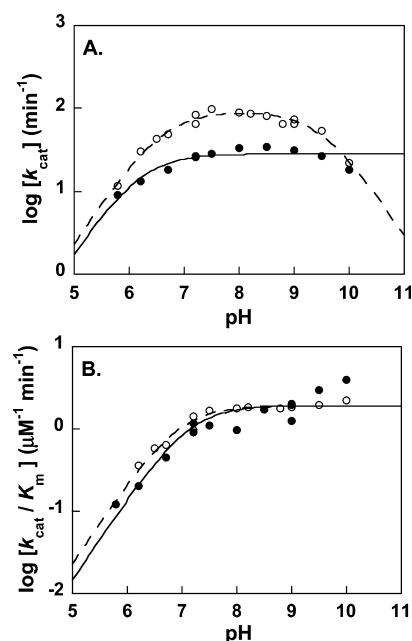 A.
log [kcat] (min-1)
3
2
1
0
5 6 7 8 9 10 11
pH
B.
log [kcat / Km ] (μM-1 min-1)
1
0
-1
-2
5 6 7 8 9 10 11
pH